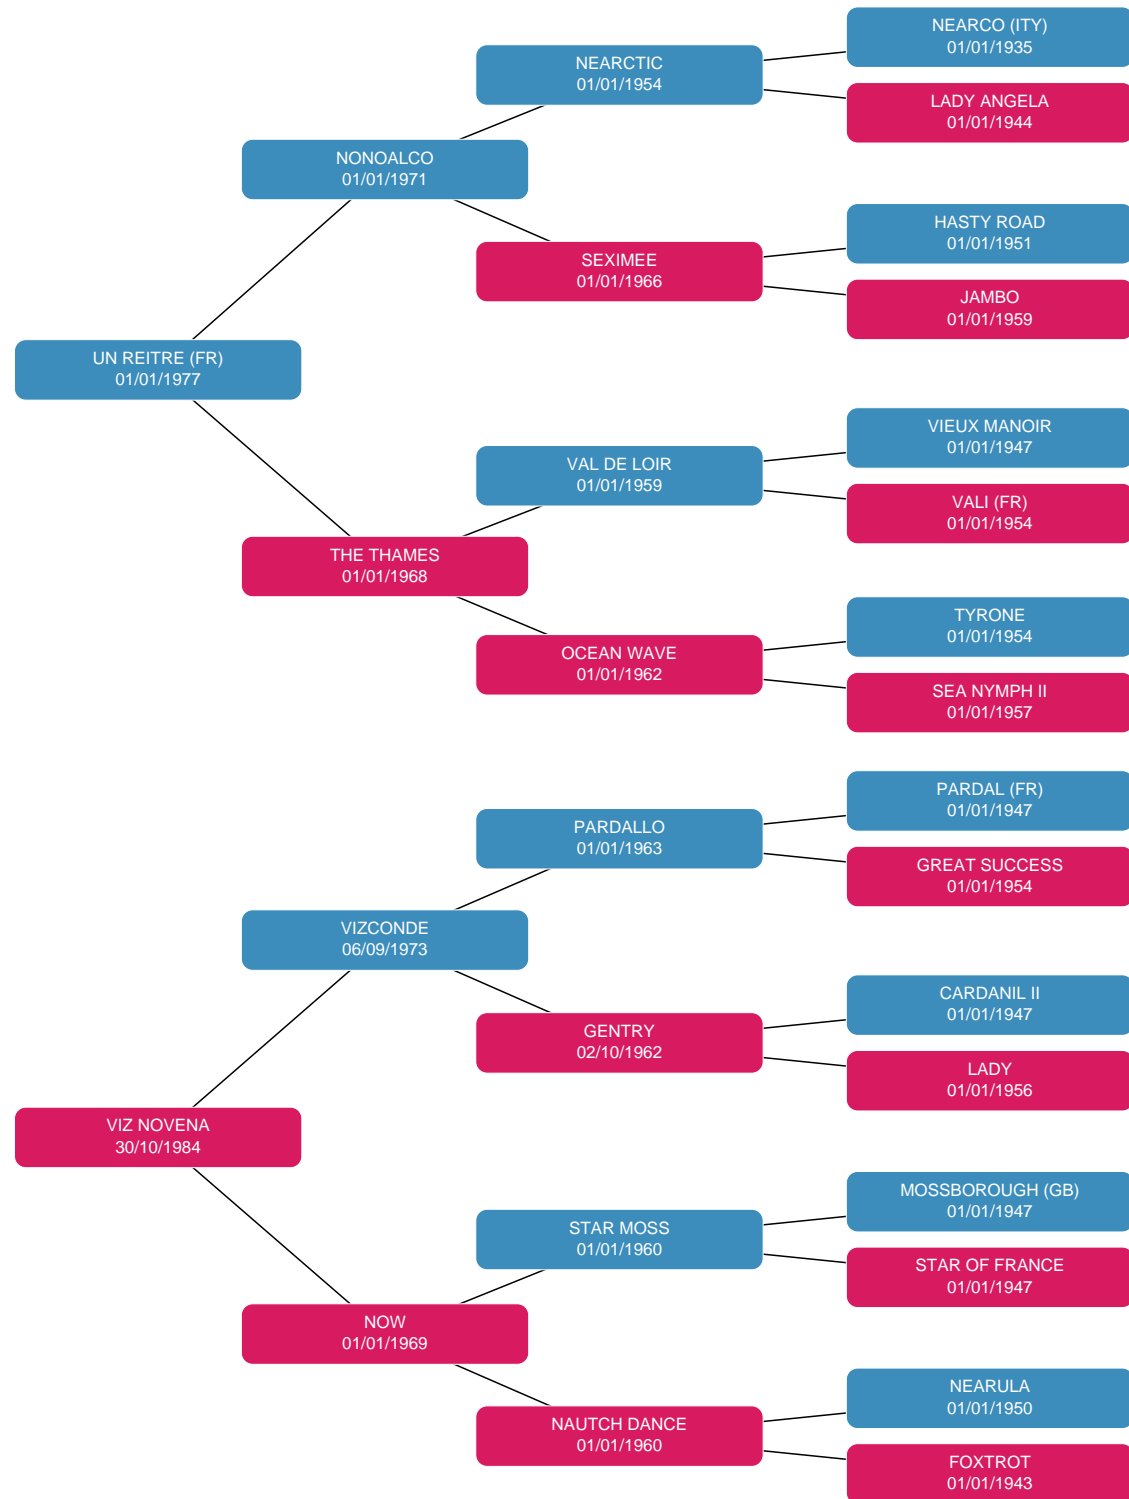 NEARCO (ITY)
01/01/1935
NEARCTIC
01/01/1954
LADY ANGELA
01/01/1944
NONOALCO
01/01/1971
HASTY ROAD
01/01/1951
SEXIMEE
01/01/1966
JAMBO
01/01/1959
UN REITRE (FR)
01/01/1977
VIEUX MANOIR
01/01/1947
VAL DE LOIR
01/01/1959
VALI (FR)
01/01/1954
THE THAMES
01/01/1968
TYRONE
01/01/1954
OCEAN WAVE
01/01/1962
SEA NYMPH II
01/01/1957
PARDAL (FR)
01/01/1947
PARDALLO
01/01/1963
GREAT SUCCESS
01/01/1954
VIZCONDE
06/09/1973
CARDANIL II
01/01/1947
GENTRY
02/10/1962
LADY
01/01/1956
VIZ NOVENA
30/10/1984
MOSSBOROUGH (GB)
01/01/1947
STAR MOSS
01/01/1960
STAR OF FRANCE
01/01/1947
NOW
01/01/1969
NEARULA
01/01/1950
NAUTCH DANCE
01/01/1960
FOXTROT
01/01/1943